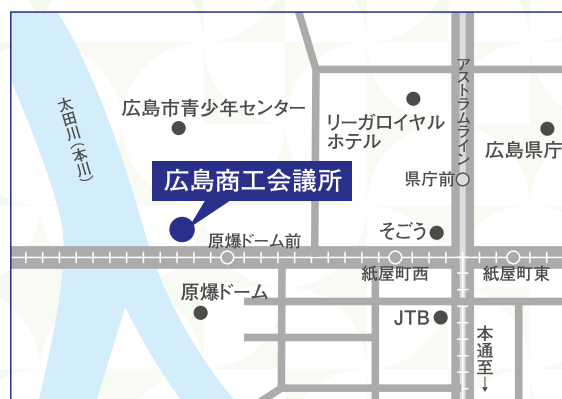 太田川（本川）
広島市青少年センター
リーガロイヤル
ホテル
アストラムライン
広島県庁
県庁前
広島商工会議所
そごう
原爆ドーム前
紙屋町西
紙屋町東
原爆ドーム
JTB
本通至→